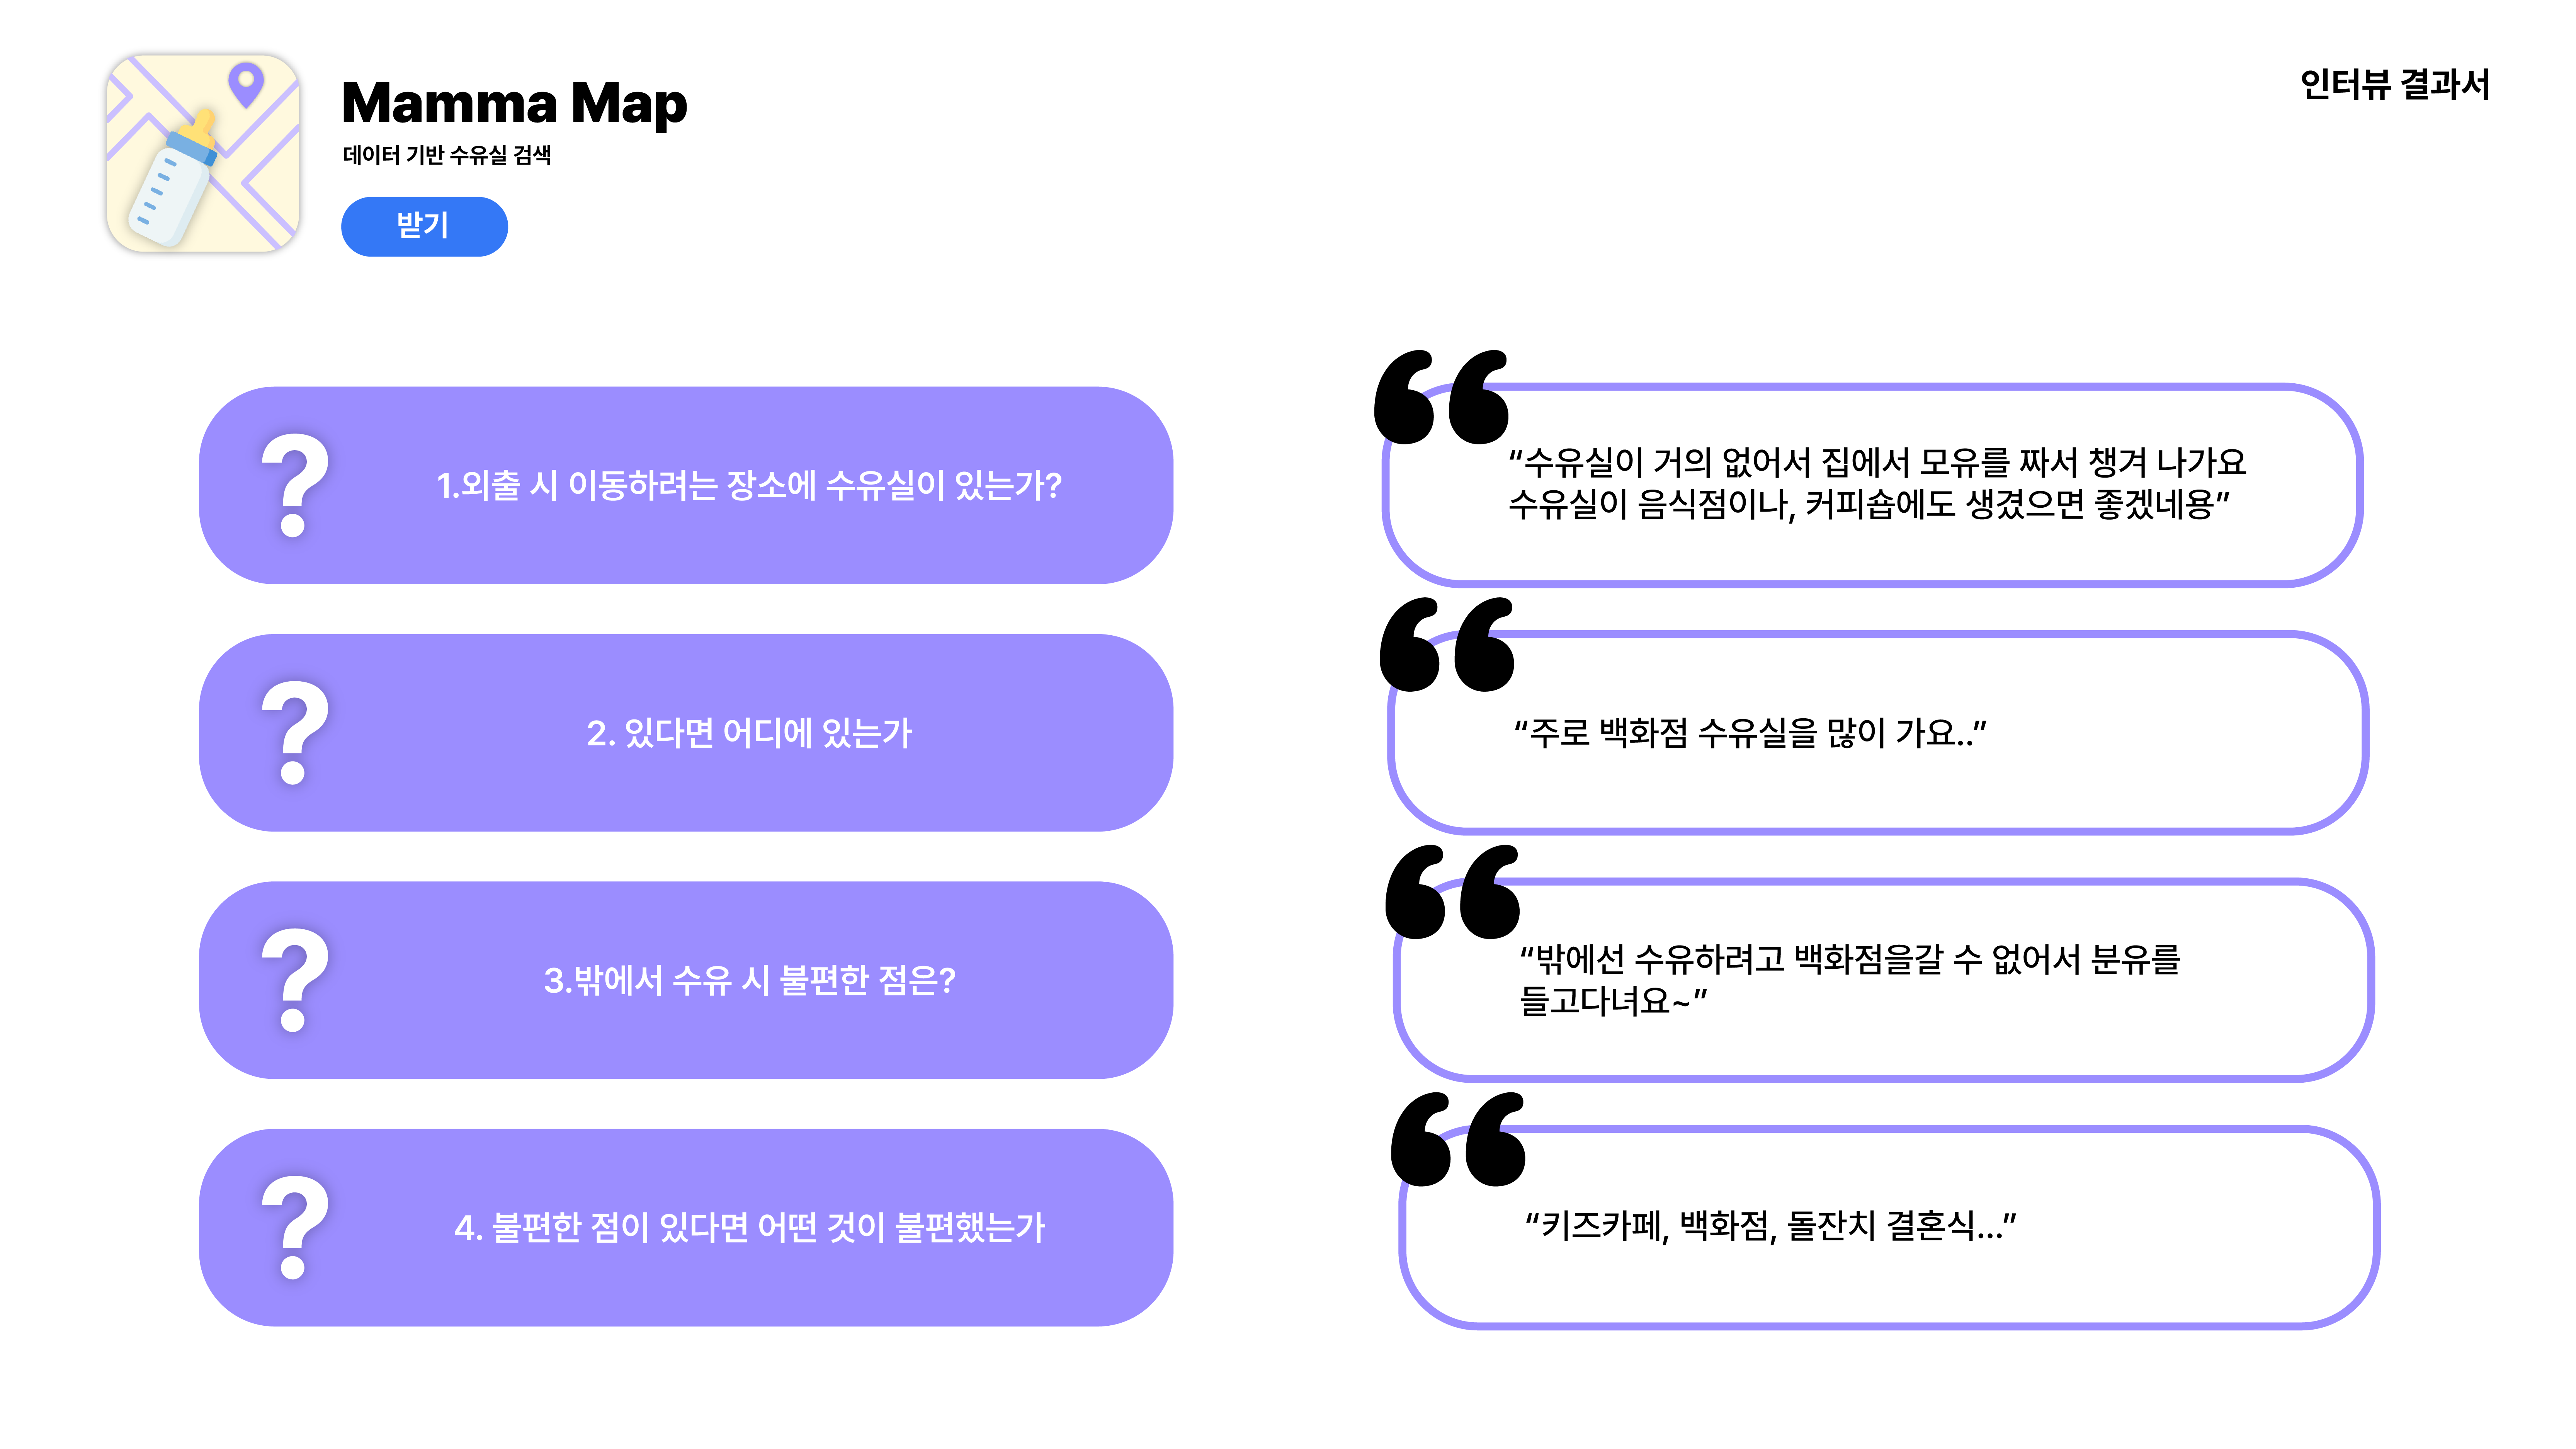 Mamma Map
데이터 기반 수유실 검색
받기
인터뷰 결과서
?
1.외출 시 이동하려는 장소에 수유실이 있는가?
“수유실이 거의 없어서 집에서 모유를 짜서 챙겨 나가요
수유실이 음식점이나, 커피숍에도 생겼으면 좋겠네용”
?
2. 있다면 어디에 있는가
“주로 백화점 수유실을 많이 가요..”
?
3.밖에서 수유 시 불편한 점은?
“밖에선 수유하려고 백화점을갈 수 없어서 분유를
들고다녀요~”
?
4. 불편한 점이 있다면 어떤 것이 불편했는가
“키즈카페, 백화점, 돌잔치 결혼식...”